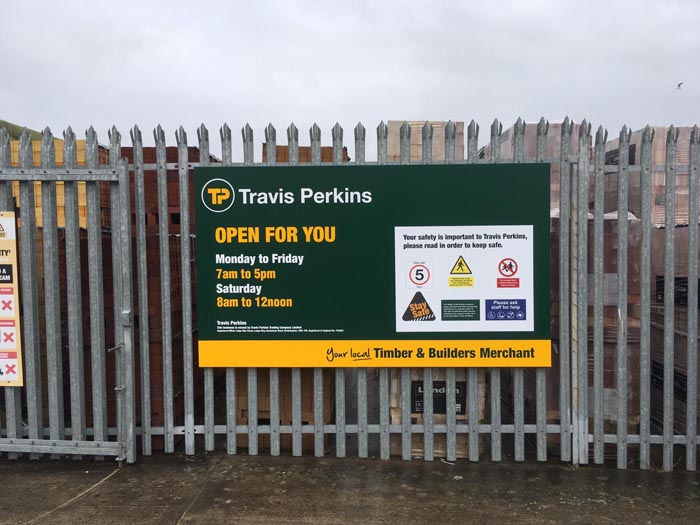 TP Travis Perkins
OPEN FOR YOU
Monday to Friday
7am to 5pm
Saturday
8am to 12noon
Travis Perkins
Your safety is important to Travis Perkins,
please read in order to keep safe.
5
Stay
Safe
Please ask
staff for help
Your local Timber & Builders Merchant